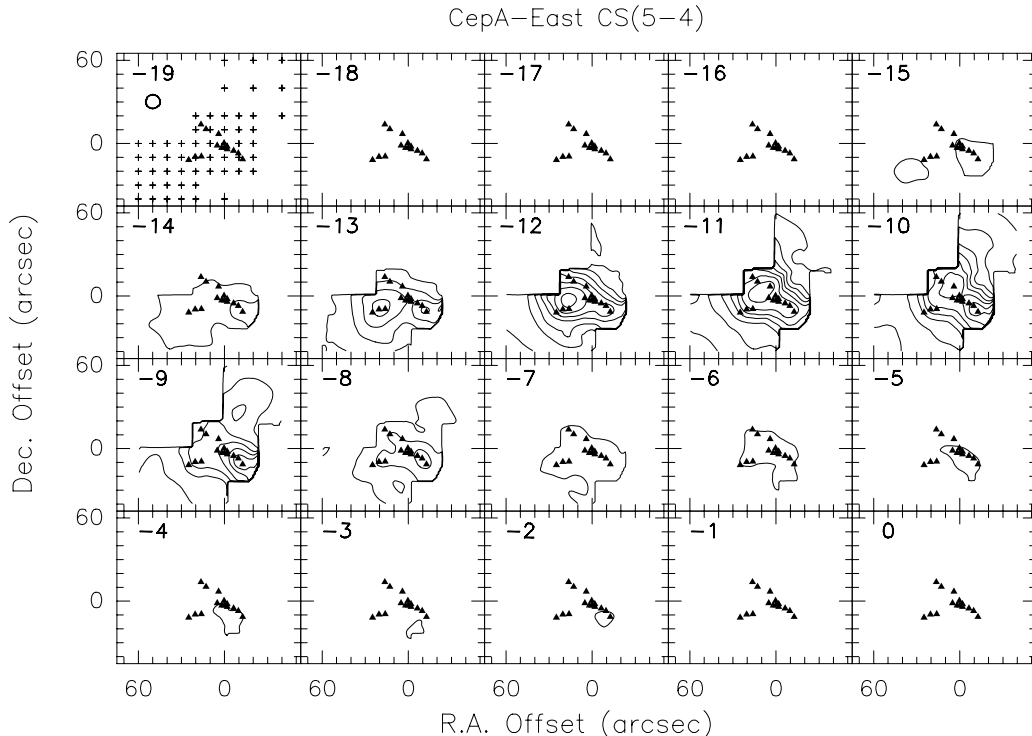 CepA-East CS(5-4)
60 -19 -18 -17 -16 -15
0
60 -14 -13 -12 -11 -10
0
60 -9 -8 -7 -6 -5
0
60 -4 -3 -2 -1 0
0
60 0 60 0 60 0 60 0 60 0
Dec. Offset (arcsec)
R.A. Offset (arcsec)